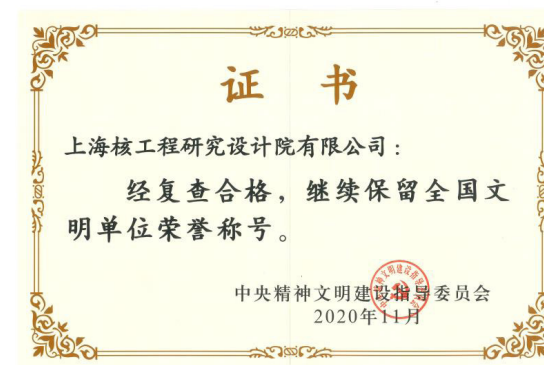 证 书
上海核工程研究设计院有限公司：
经复查合格，继续保留全国文
明单位荣誉称号。
中央精神文明建设指导委员会
2020年11月